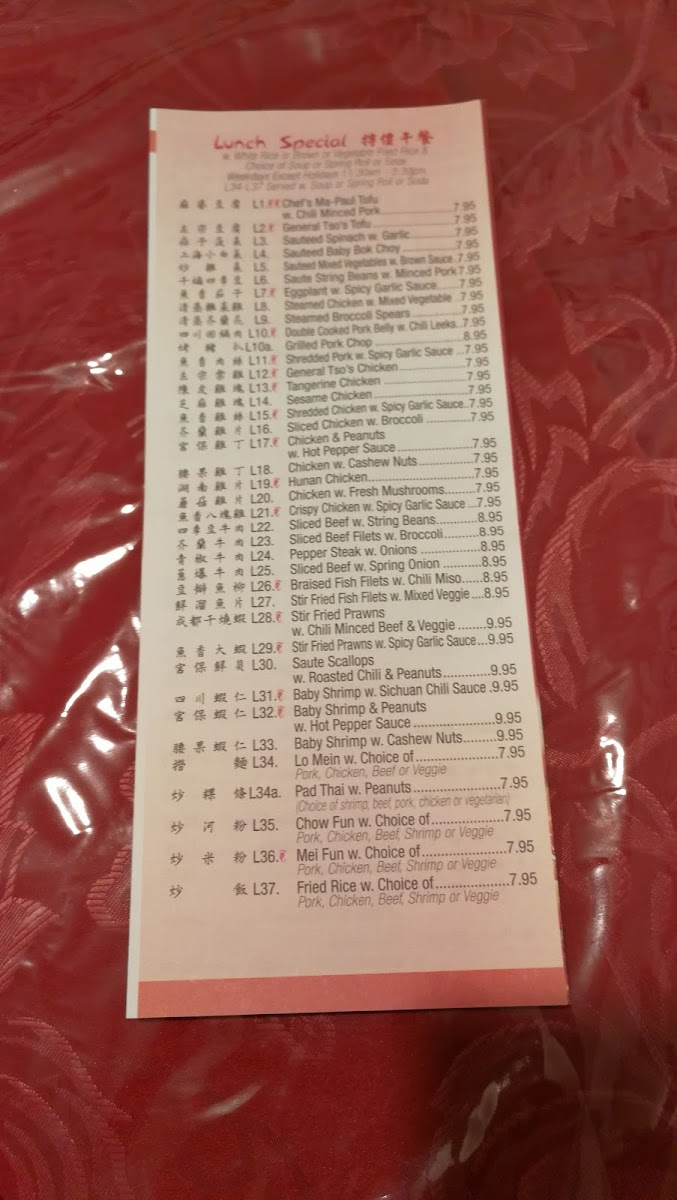 Lunch Special 特價午餐
w. White Rice or Brown or Vegetable Fried Rice &
Choice of Soup or Spring Roll or Soda
Weekdays Except Holidays 11:30am - 3:30pm
L34-L37 Served w. Soup or Spring Roll or Soda
麻婆豆腐 L1. Chef's Ma-Paul Tofu
w. Chili Minced Pork 7.95
左宗豆腐 L2. General Tso's Tofu 7.95
蒜子菠菜 L3. Sauteed Spinach w. Garlic 7.95
上海小白菜 L4. Sauteed Baby Bok Choy 7.95
炒雜菜 L5. Sauteed Mixed Vegetables w. Brown Sauce 7.95
干煸四季豆 L6. Saute String Beans w. Minced Pork 7.95
魚香茄子 L7. Eggplant w. Spicy Garlic Sauce 7.95
清蒸雜菜雞 L8. Steamed Chicken w. Mixed Vegetable 7.95
清蒸芥蘭花 L9. Steamed Broccoli Spears 7.95
四川回鍋肉 L10. Double Cooked Pork Belly w. Chili Leeks 7.95
烤豬扒 L10a. Grilled Pork Chop 8.95
魚香肉絲 L11. Shredded Pork w. Spicy Garlic Sauce 7.95
左宗棠雞 L12. General Tso's Chicken 7.95
陳皮雞塊 L13. Tangerine Chicken 7.95
芝麻雞塊 L14. Sesame Chicken 7.95
魚香雞絲 L15. Shredded Chicken w. Spicy Garlic Sauce 7.95
芥蘭雞片 L16. Sliced Chicken w. Broccoli 7.95
宮保雞丁 L17. Chicken & Peanuts
w. Hot Pepper Sauce 7.95
腰果雞丁 L18. Chicken w. Cashew Nuts 7.95
湖南雞片 L19. Hunan Chicken 7.95
蘑菇雞片 L20. Chicken w. Fresh Mushrooms 7.95
魚香八塊雞 L21. Crispy Chicken w. Spicy Garlic Sauce 7.95
四季豆牛肉 L22. Sliced Beef w. String Beans 8.95
芥蘭牛肉 L23. Sliced Beef Filets w. Broccoli 8.95
青椒牛肉 L24. Pepper Steak w. Onions 8.95
蔥爆牛肉 L25. Sliced Beef w. Spring Onion 8.95
豆瓣魚柳 L26. Braised Fish Filets w. Chili Miso 8.95
鮮溜魚片 L27. Stir Fried Fish Filets w. Mixed Veggie 8.95
成都干燒蝦 L28. Stir Fried Prawns
w. Chili Minced Beef & Veggie 9.95
魚香大蝦 L29. Stir Fried Prawns w. Spicy Garlic Sauce 9.95
宮保鮮貝 L30. Saute Scallops
w. Roasted Chili & Peanuts 9.95
四川蝦仁 L31. Baby Shrimp w. Sichuan Chili Sauce 9.95
宮保蝦仁 L32. Baby Shrimp & Peanuts
w. Hot Pepper Sauce 9.95
腰果蝦仁 L33. Baby Shrimp w. Cashew Nuts 9.95
撈麵 L34. Lo Mein w. Choice of 7.95
Pork, Chicken, Beef or Veggie
炒粿條 L34a. Pad Thai w. Peanuts 7.95
(Choice of shrimp, beef, pork, chicken or vegetarian)
炒河粉 L35. Chow Fun w. Choice of 7.95
Pork, Chicken, Beef, Shrimp or Veggie
炒米粉 L36. Mei Fun w. Choice of 7.95
Pork, Chicken, Beef, Shrimp or Veggie
炒飯 L37. Fried Rice w. Choice of 7.95
Pork, Chicken, Beef, Shrimp or Veggie